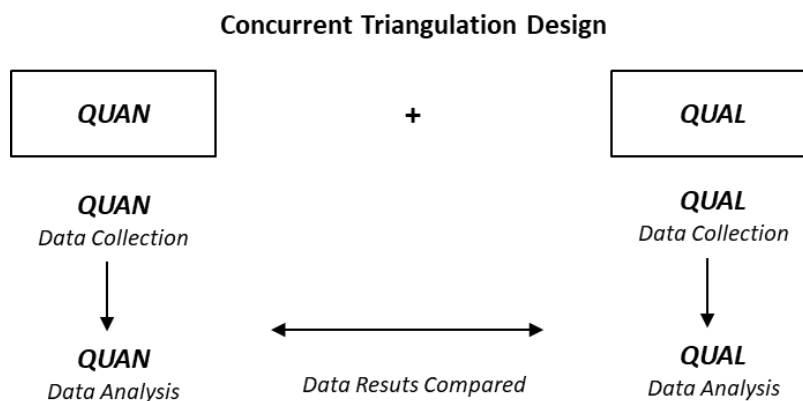 Concurrent Triangulation Design
QUAN + QUAL
QUAN QUAL
Data Collection Data Collection
QUAN QUAL
Data Analysis Data Resuts Compared Data Analysis